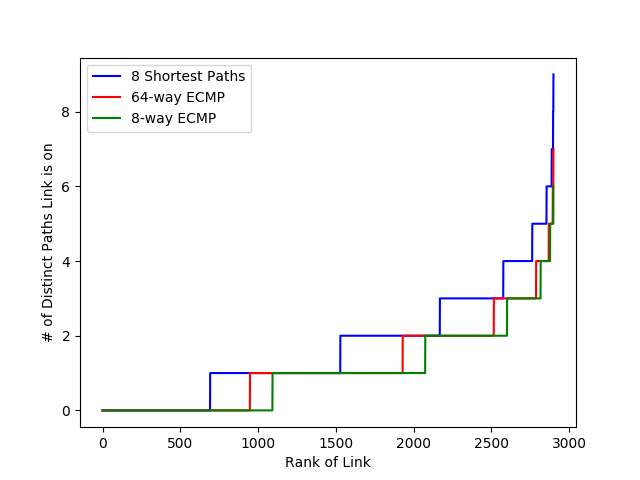 8 Shortest Paths
64-way ECMP
8-way ECMP
# of Distinct Paths Link is on
8
6
4
2
0
0 500 1000 1500 2000 2500 3000
Rank of Link